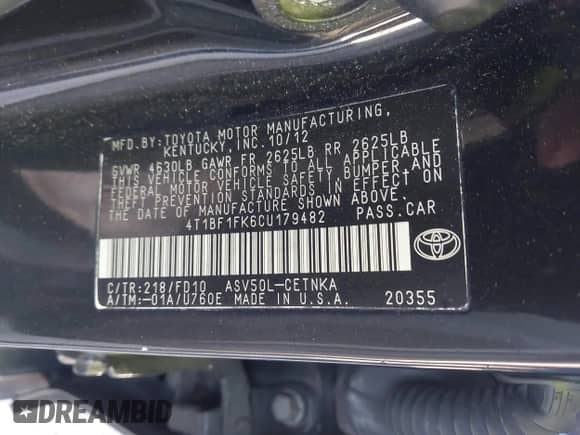 MFD.BY:TOYOTA MOTOR MANUFACTURING,
KENTUCKY,INC.10/12
GVWR 4630LB GAWR FR 2625LB RR 2625LB
THIS VEHICLE CONFORMS TO ALL APPLICABLE
FEDERAL MOTOR VEHICLE SAFETY, BUMPER, AND
THEFT PREVENTION STANDARDS IN EFFECT ON
THE DATE OF MANUFACTURE SHOWN ABOVE.
4T1BF1FK6CU179482 PASS.CAR
C/TR:218/FD10 ASV50L-CETNKA
A/TM:-01A/U760E MADE IN U.S.A. 20355
DREAMBID